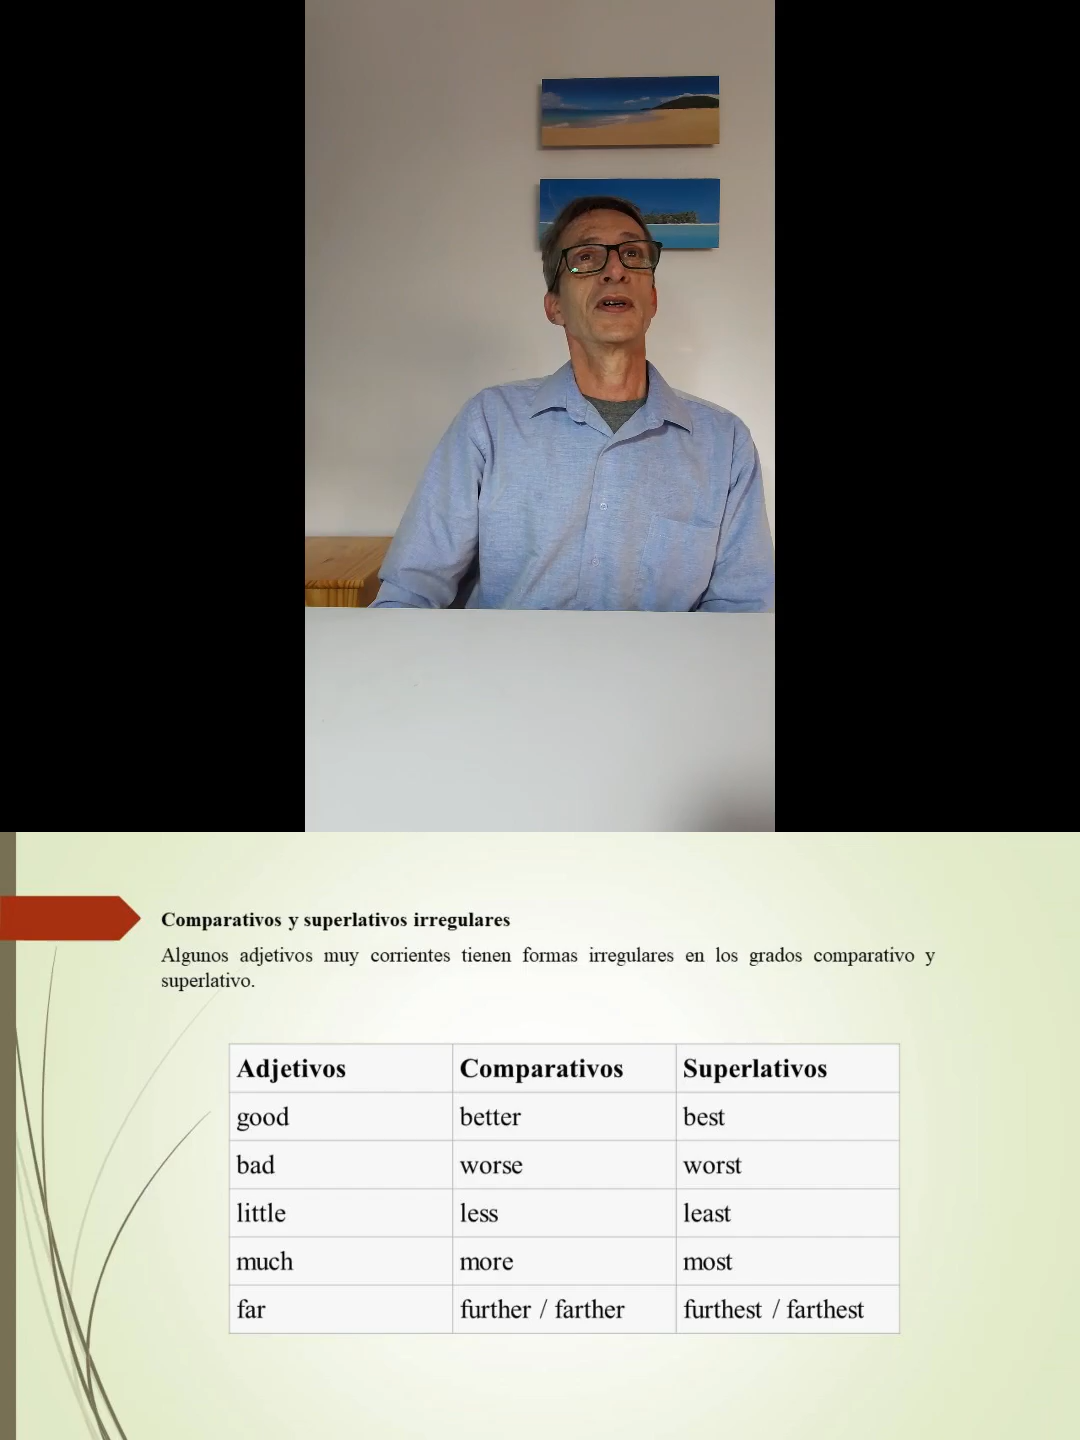 Comparativos y superlativos irregulares
Algunos adjetivos muy corrientes tienen formas irregulares en los grados comparativo y
superlativo.
Adjetivos Comparativos Superlativos
good better best
bad worse worst
little less least
much more most
far further / farther furthest / farthest